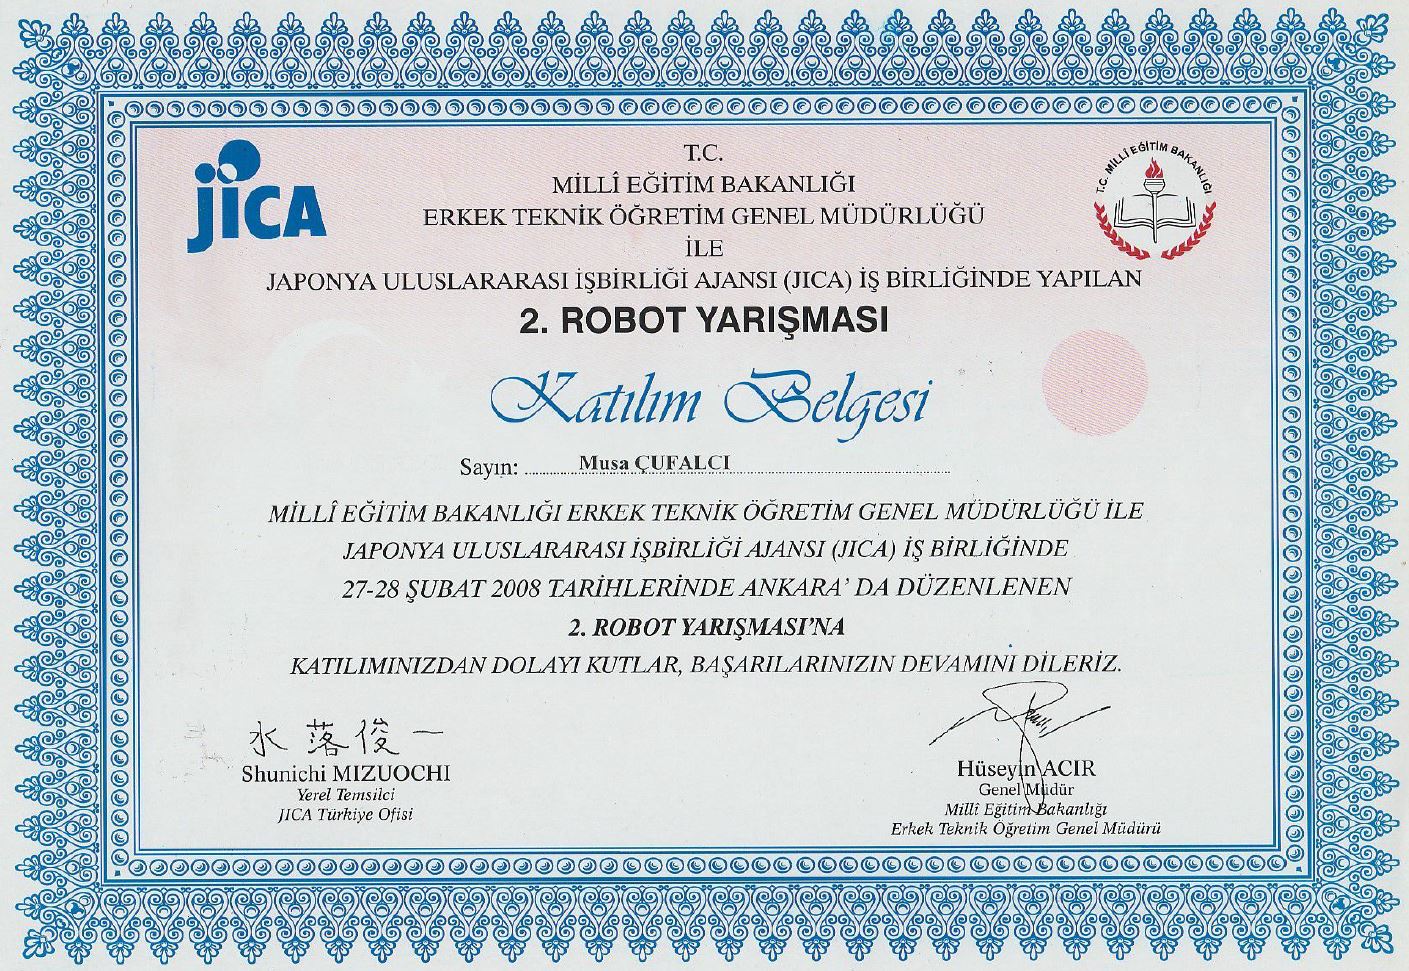 JICA
T.C. MİLLÎ EĞİTİM BAKANLIĞI
T.C.
MİLLÎ EĞİTİM BAKANLIĞI
ERKEK TEKNİK ÖĞRETİM GENEL MÜDÜRLÜĞÜ
İLE
JAPONYA ULUSLARARASI İŞBİRLİĞİ AJANSI (JICA) İŞ BİRLİĞİNDE YAPILAN
2. ROBOT YARIŞMASI
Katılım Belgesi
Sayın: Musa ÇUFALCI
MİLLÎ EĞİTİM BAKANLIĞI ERKEK TEKNİK ÖĞRETİM GENEL MÜDÜRLÜĞÜ İLE
JAPONYA ULUSLARARASI İŞBİRLİĞİ AJANSI (JICA) İŞ BİRLİĞİNDE
27-28 ŞUBAT 2008 TARİHLERİNDE ANKARA' DA DÜZENLENEN
2. ROBOT YARIŞMASI'NA
KATILIMINIZDAN DOLAYI KUTLAR, BAŞARILARINIZIN DEVAMINI DİLERİZ.
水落俊一
Shunichi MIZUOCHI
Yerel Temsilci
JICA Türkiye Ofisi
Hüseyin ACIR
Genel Müdür
Millî Eğitim Bakanlığı
Erkek Teknik Öğretim Genel Müdürü